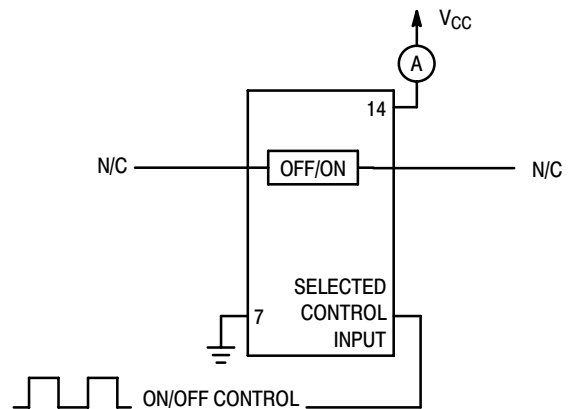 VCC
A
14
N/C
OFF/ON
N/C
7
SELECTED
CONTROL
INPUT
ON/OFF CONTROL